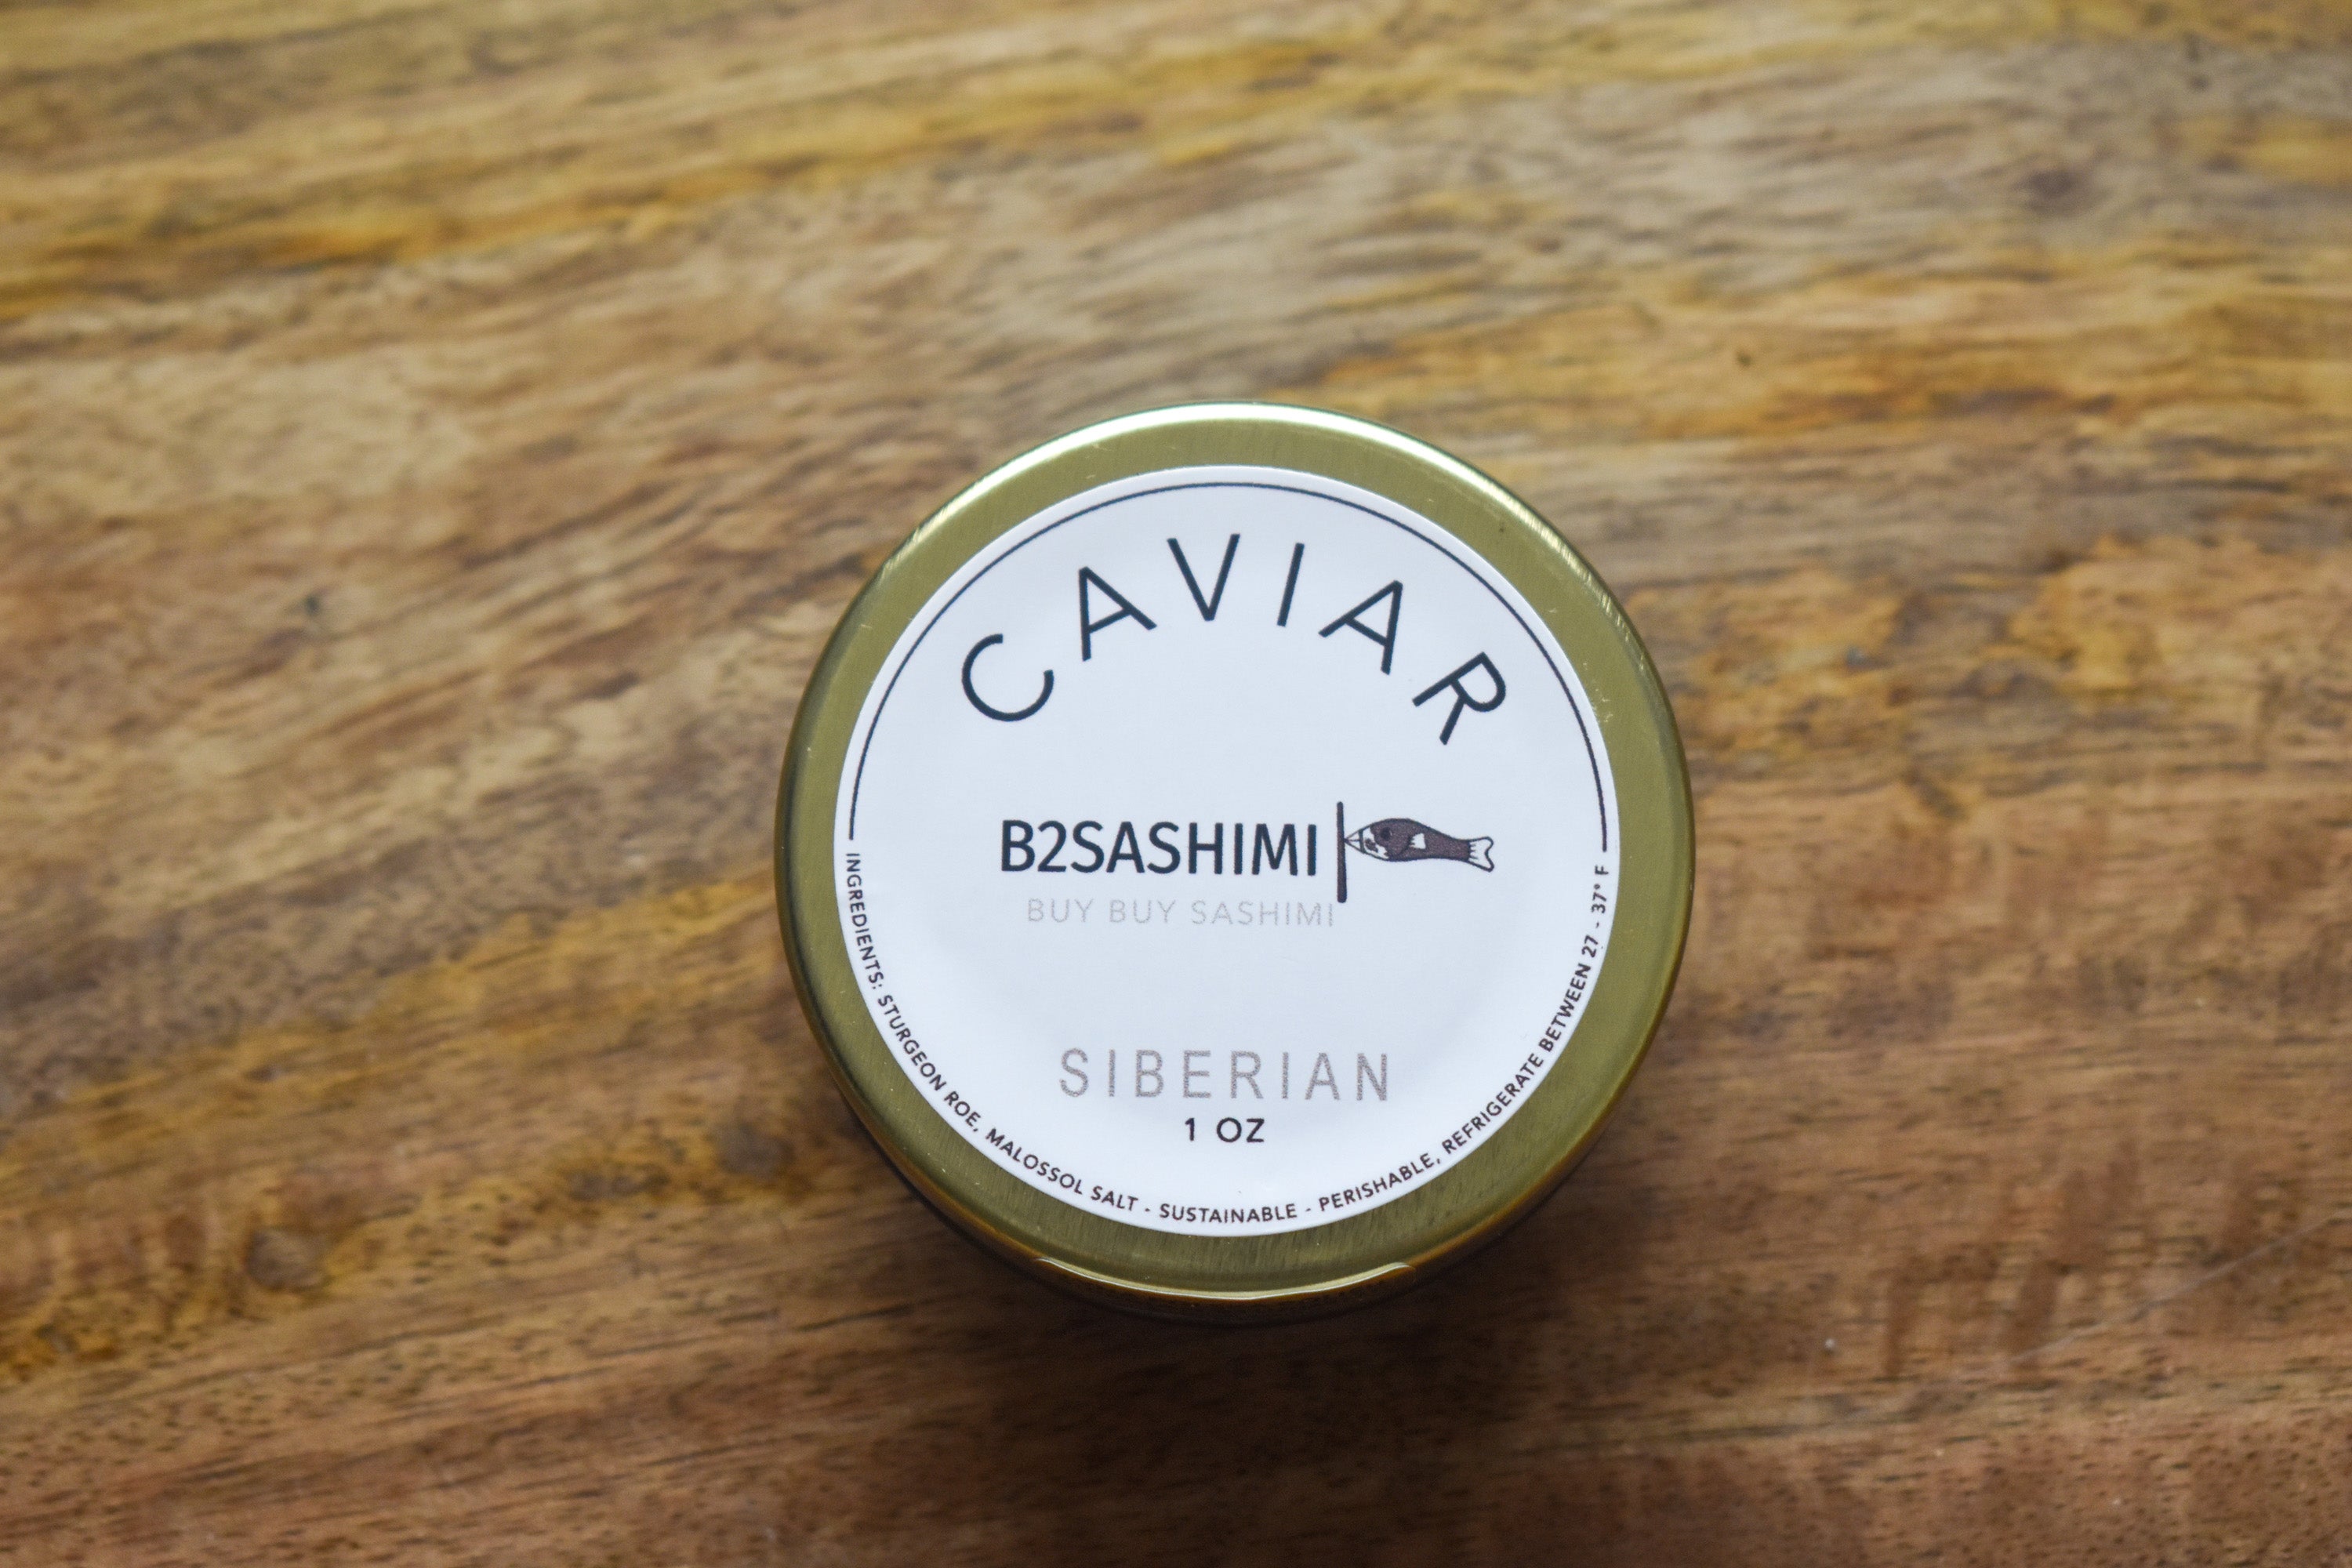 CAVIAR
B2SASHIMI
BUY BUY SASHIMI
SIBERIAN
1 OZ
INGREDIENTS: STURGEON ROE, MALOSSOL SALT - SUSTAINABLE - PERISHABLE, REFRIGERATE BETWEEN 27 - 37° F